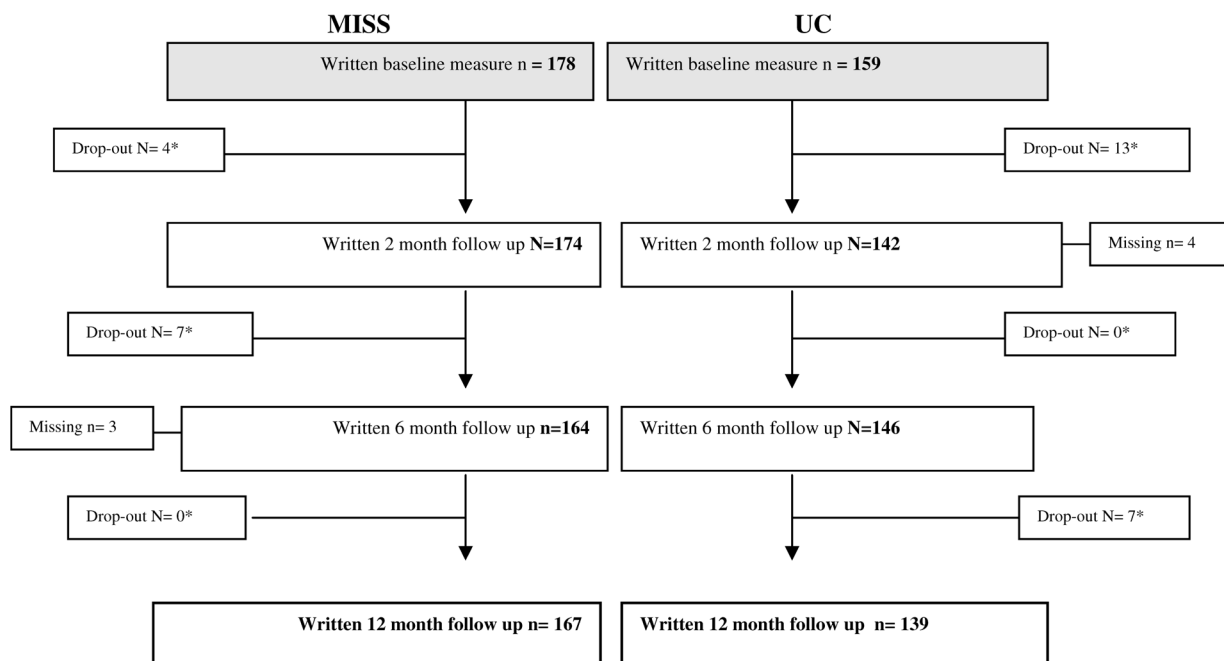 MISS
UC
Written baseline measure n = 178
Written baseline measure n = 159
Drop-out N= 4*
Drop-out N= 13*
Written 2 month follow up N=174
Written 2 month follow up N=142
Missing n= 4
Drop-out N= 7*
Drop-out N= 0*
Missing n= 3
Written 6 month follow up n=164
Written 6 month follow up N=146
Drop-out N= 0*
Drop-out N= 7*
Written 12 month follow up n= 167
Written 12 month follow up n= 139